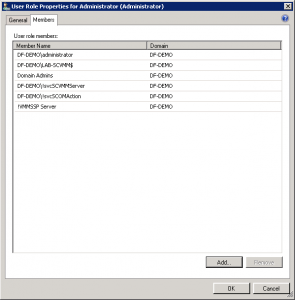 User Role Properties for Administrator (Administrator)
General Members
User role members:
Member Name Domain
DF-DEMO\administrator DF-DEMO
DF-DEMO\LAB-SCVMM$ DF-DEMO
Domain Admins DF-DEMO
DF-DEMO\!svcSCVMMServer DF-DEMO
DF-DEMO\!svcSCOMAction DF-DEMO
!VMMSSP Server DF-DEMO
Add... Remove
OK Cancel